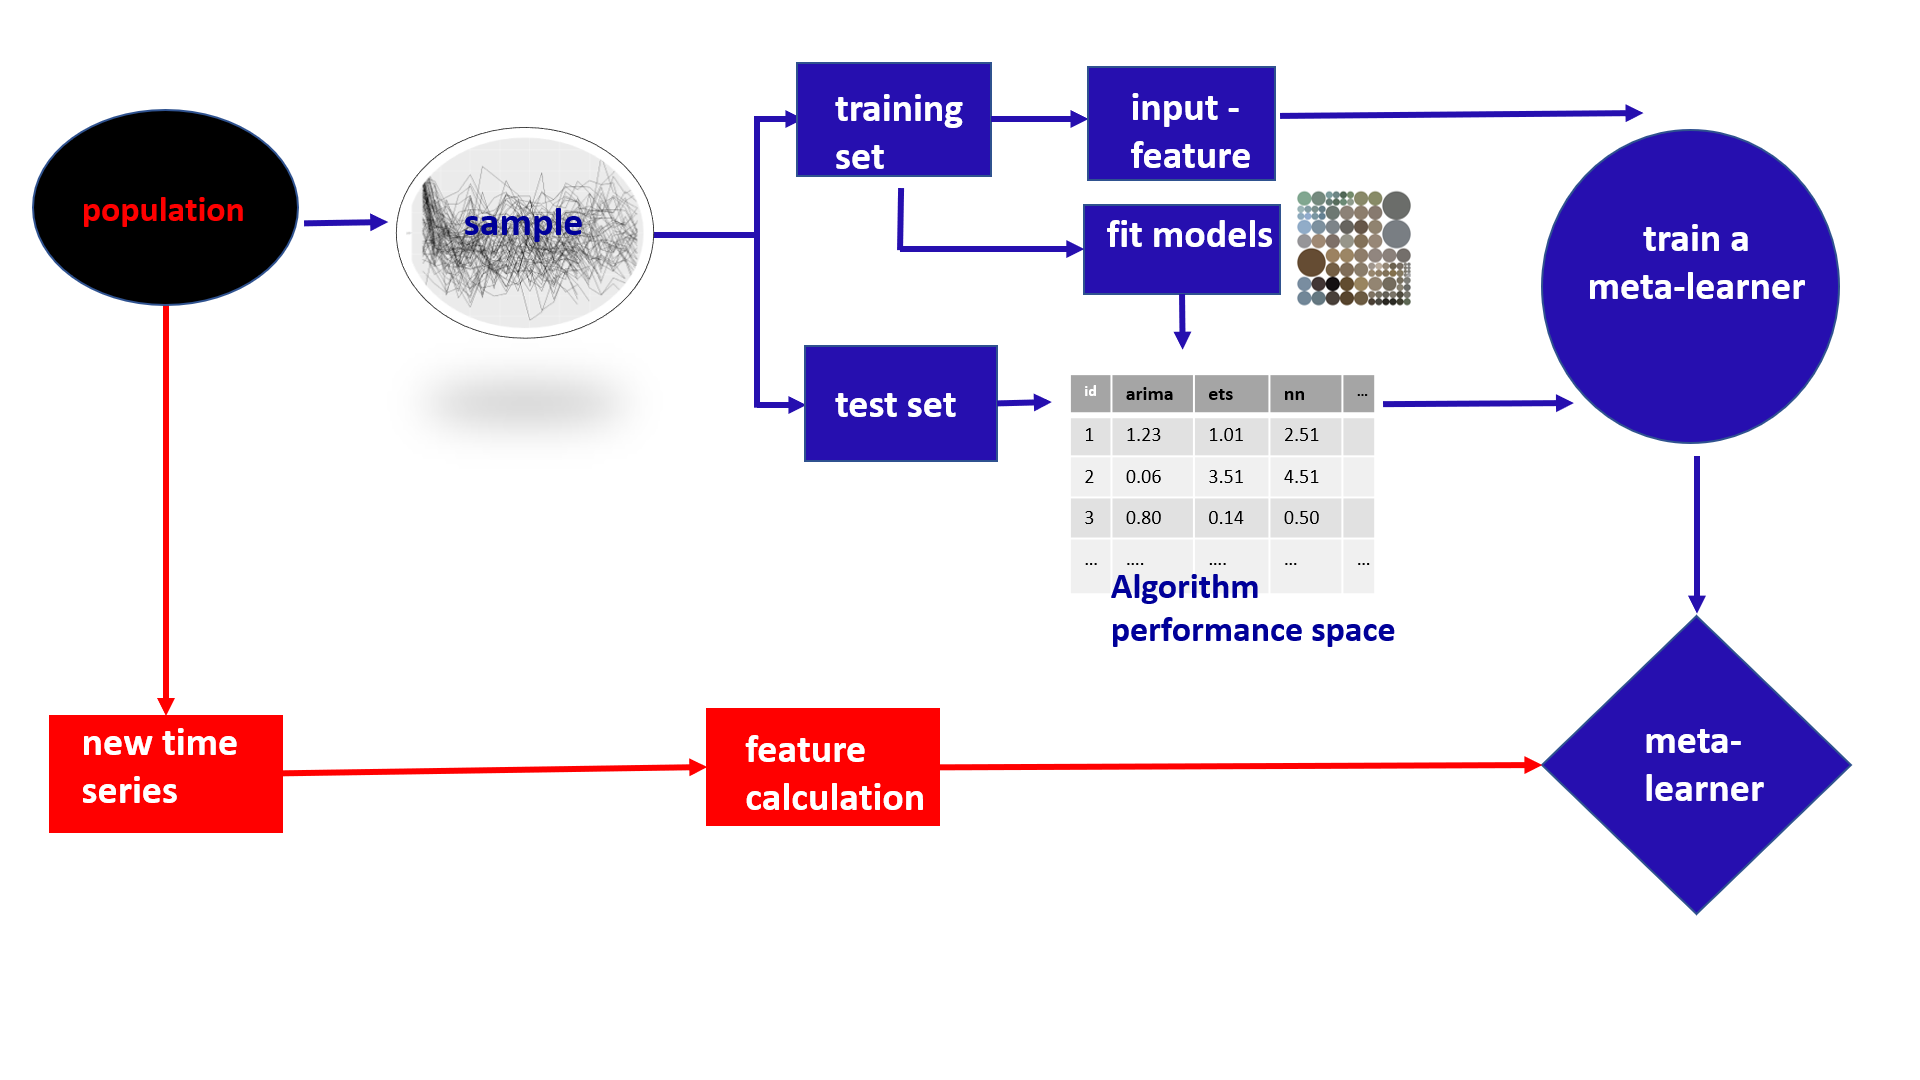 population
sample
training
set
input -
feature
fit models
train a
meta-learner
test set
id arima ets nn ...
1 1.23 1.01 2.51
2 0.06 3.51 4.51
3 0.80 0.14 0.50
... .... .... ... ...
Algorithm
performance space
new time
series
feature
calculation
meta-
learner